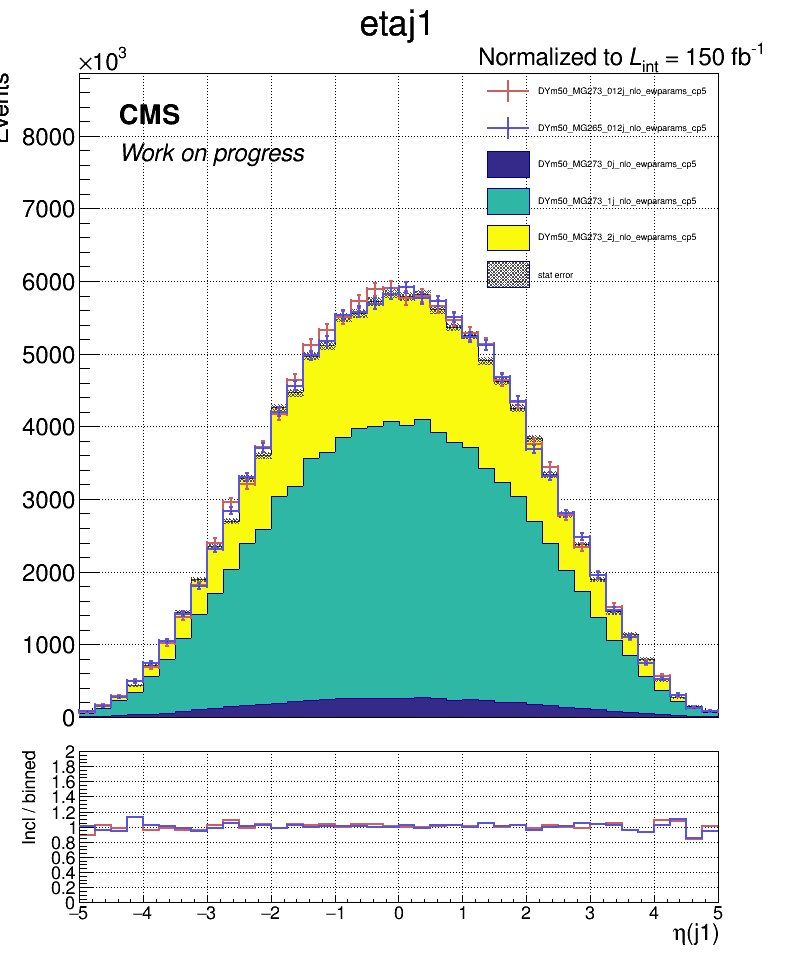 etaj1
×10³
Normalized to Lint = 150 fb-1
Events
CMS
Work on progress
DYm50_MG273_012j_nlo_ewparams_cp5
DYm50_MG265_012j_nlo_ewparams_cp5
DYm50_MG273_0j_nlo_ewparams_cp5
DYm50_MG273_1j_nlo_ewparams_cp5
DYm50_MG273_2j_nlo_ewparams_cp5
stat error
8000
7000
6000
5000
4000
3000
2000
1000
0
Incl / binned
2
1.8
1.6
1.4
1.2
1
0.8
0.6
0.4
0.2
0
−5 −4 −3 −2 −1 0 1 2 3 4 5
η(j1)